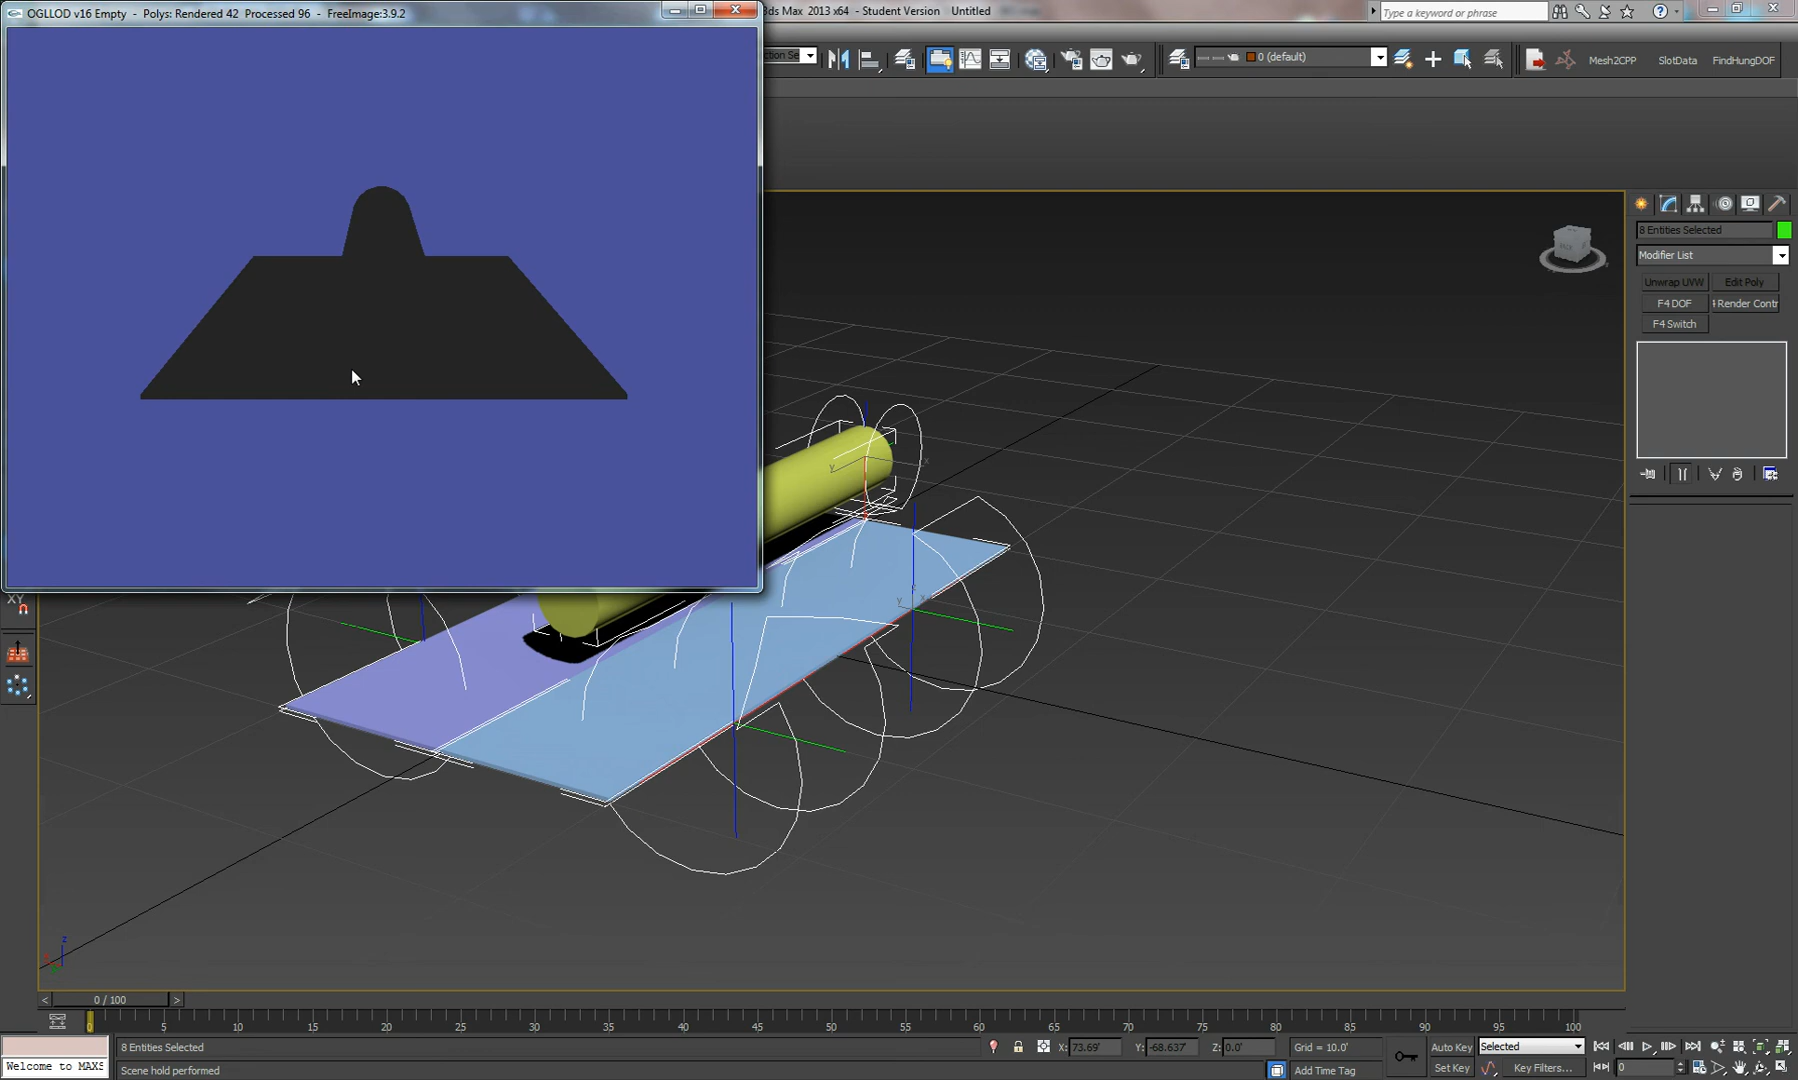 OGLLOD v16 Empty - Polys: Rendered 42 Processed 96 - FreeImage:3.9.2
3ds Max 2013 x64 - Student Version Untitled
Type a keyword or phrase
0 (default)
Mesh2CPP
SlotData
FindHungDOF
8 Entities Selected
Modifier List
Unwrap UVW
Edit Poly
F4 DOF
Render Contr
F4 Switch
XY
x
y
y
z
0 / 100
0 5 10 15 20 25 30 35 40 45 50 55 60 65 70 75 80 85 90 95 100
8 Entities Selected
X: 73.69'
Y: -68.637'
Z: 0.0'
Grid = 10.0'
Auto Key
Selected
Welcome to MAXS
Scene hold performed
Add Time Tag
Set Key
Key Filters...
0